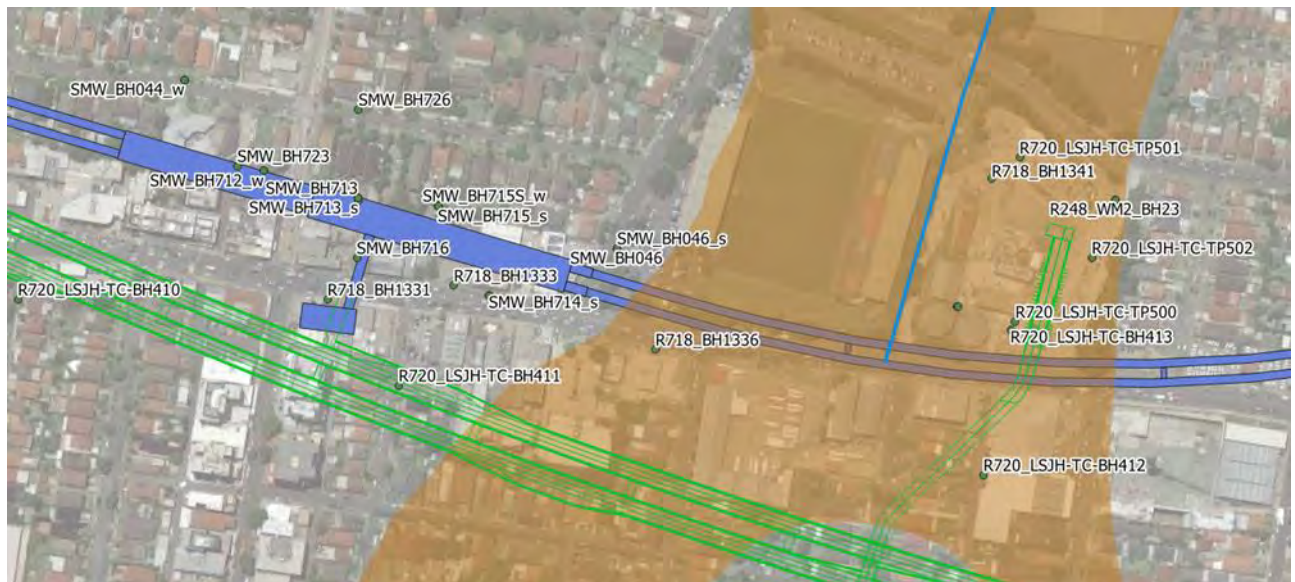 SMW_BH044_w
SMW_BH726
SMW_BH723
SMW_BH712_w
SMW_BH713
SMW_BH713_s
SMW_BH715S_w
SMW_BH715_s
SMW_BH716
SMW_BH046_s
SMW_BH046
R718_BH1333
SMW_BH714_s
R718_BH1331
R720_LSJH-TC-BH410
R718_BH1336
R720_LSJH-TC-BH411
R720_LSJH-TC-TP501
R718_BH1341
R248_WM2_BH23
R720_LSJH-TC-TP502
R720_LSJH-TC-TP500
R720_LSJH-TC-BH413
R720_LSJH-TC-BH412